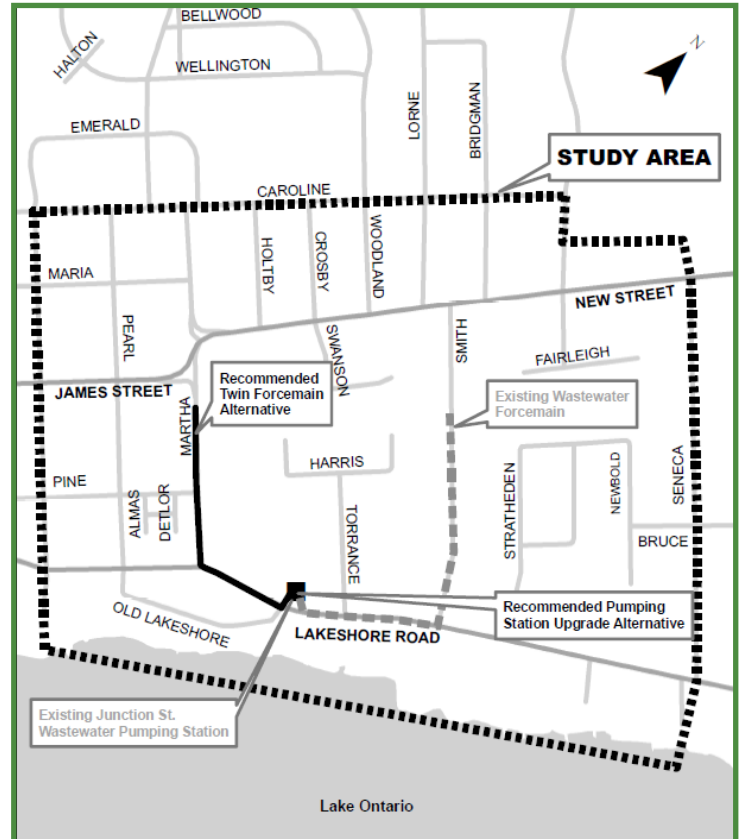 BELLWOOD
HALTON
N
WELLINGTON
LORNE
BRIDGMAN
EMERALD
STUDY AREA
CAROLINE
HOLTBY
CROSBY
WOODLAND
MARIA
NEW STREET
PEARL
SWANSON
SMITH
FAIRLEIGH
JAMES STREET
MARTHA
Recommended
Twin Forcemain
Alternative
Existing Wastewater
Forcemain
HARRIS
PINE
ALMAS
DETLOR
TORRANCE
STRATHEDEN
NEWBOLD
SENECA
BRUCE
OLD LAKESHORE
LAKESHORE ROAD
Recommended Pumping
Station Upgrade Alternative
Existing Junction St.
Wastewater Pumping Station
Lake Ontario